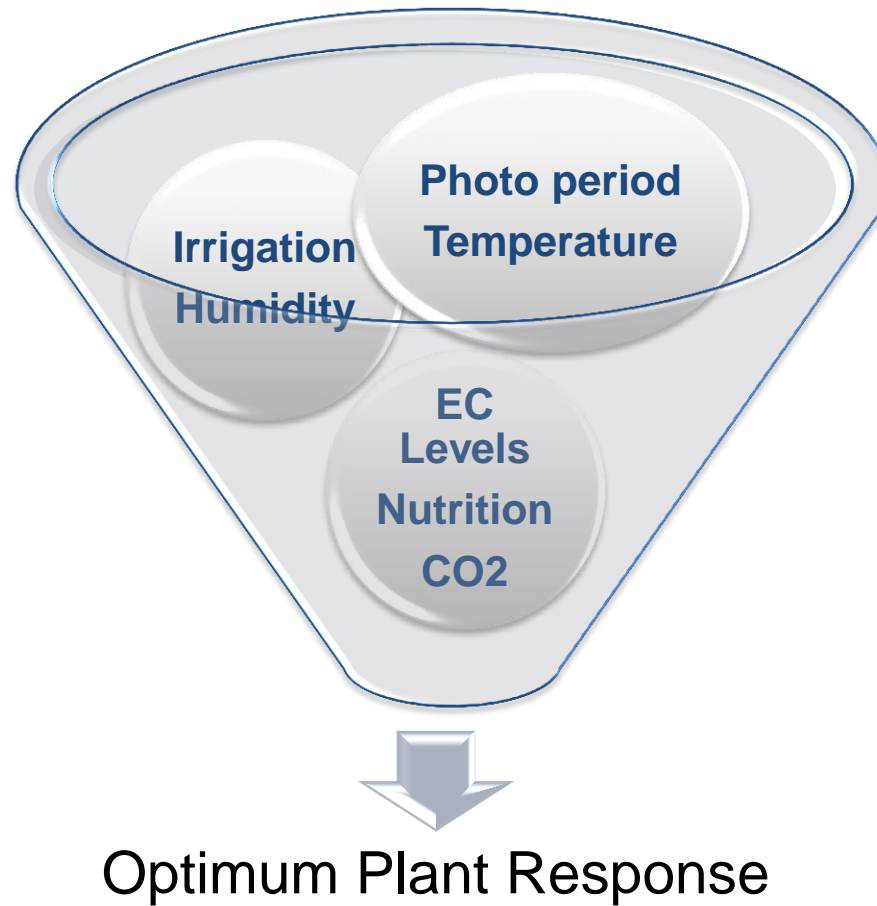 Photo period
Temperature
Irrigation
Humidity
EC
Levels
Nutrition
CO2
Optimum Plant Response